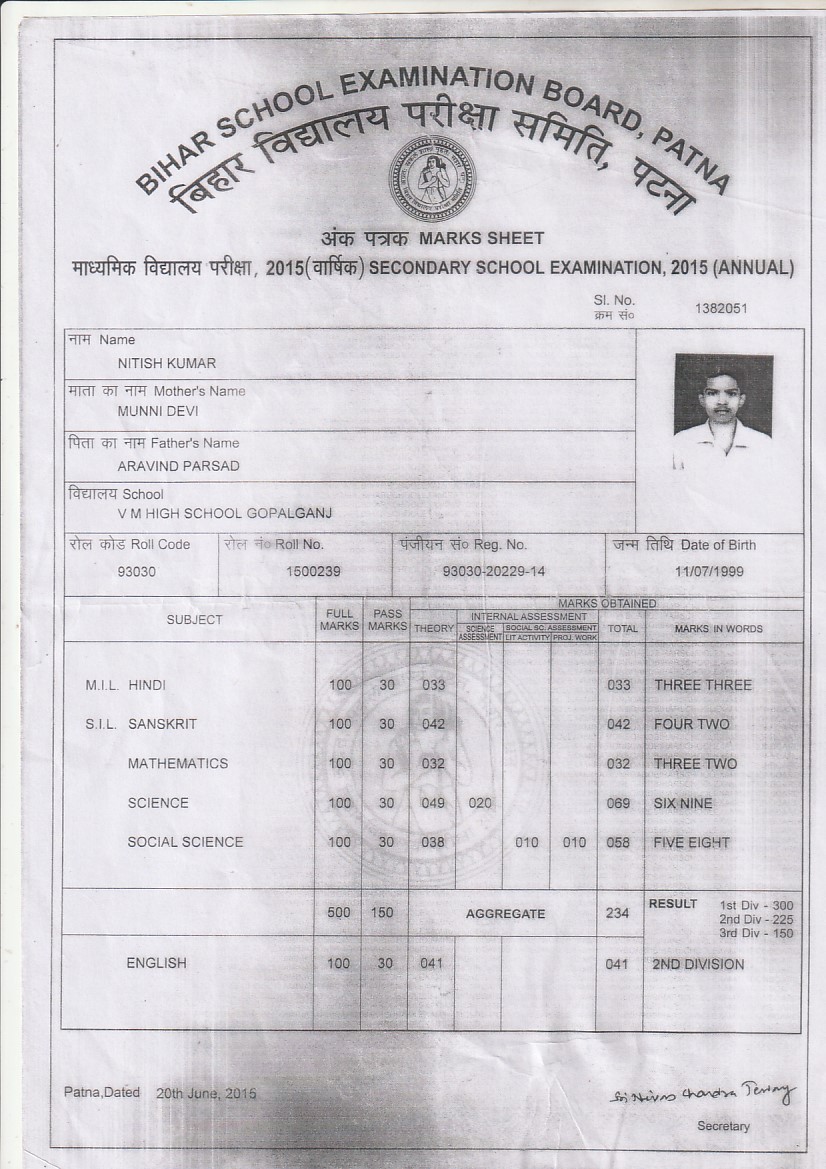 BIHAR SCHOOL EXAMINATION BOARD, PATNA
बिहार विद्यालय परीक्षा समिति, पटना
अंक पत्रक MARKS SHEET
माध्यमिक विद्यालय परीक्षा, 2015(वार्षिक) SECONDARY SCHOOL EXAMINATION, 2015 (ANNUAL)
Sl. No.
क्रम सं० 1382051
नाम Name
NITISH KUMAR
माता का नाम Mother's Name
MUNNI DEVI
पिता का नाम Father's Name
ARAVIND PARSAD
विद्यालय School
V M HIGH SCHOOL GOPALGANJ
रोल कोड Roll Code रोल नं० Roll No. पंजीयन सं० Reg. No. जन्म तिथि Date of Birth
93030 1500239 93030-20229-14 11/07/1999
MARKS OBTAINED
SUBJECT FULL MARKS PASS MARKS THEORY INTERNAL ASSESSMENT TOTAL MARKS IN WORDS
SCIENCE ASSESSMENT SOCIAL SC. ASSESSMENT
LIT ACTIVITY PROJ. WORK
M.I.L. HINDI 100 30 033 033 THREE THREE
S.I.L. SANSKRIT 100 30 042 042 FOUR TWO
MATHEMATICS 100 30 032 032 THREE TWO
SCIENCE 100 30 049 020 069 SIX NINE
SOCIAL SCIENCE 100 30 038 010 010 058 FIVE EIGHT
500 150 AGGREGATE 234 RESULT 1st Div - 300
2nd Div - 225
3rd Div - 150
ENGLISH 100 30 041 041 2ND DIVISION
Patna,Dated 20th June, 2015
Secretary